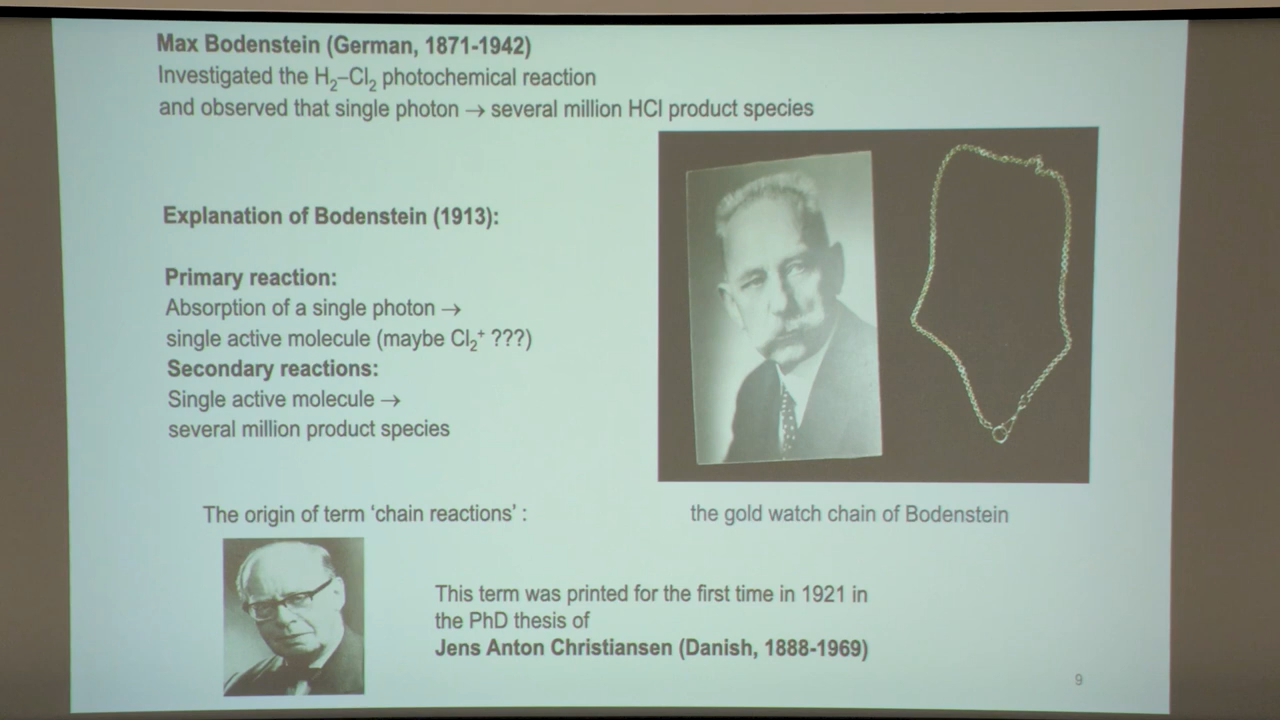 Max Bodenstein (German, 1871-1942)
Investigated the H₂–Cl₂ photochemical reaction
and observed that single photon → several million HCl product species
Explanation of Bodenstein (1913):
Primary reaction:
Absorption of a single photon →
single active molecule (maybe Cl₂⁺ ???)
Secondary reactions:
Single active molecule →
several million product species
The origin of term ‘chain reactions’ :
the gold watch chain of Bodenstein
This term was printed for the first time in 1921 in
the PhD thesis of
Jens Anton Christiansen (Danish, 1888-1969)
9